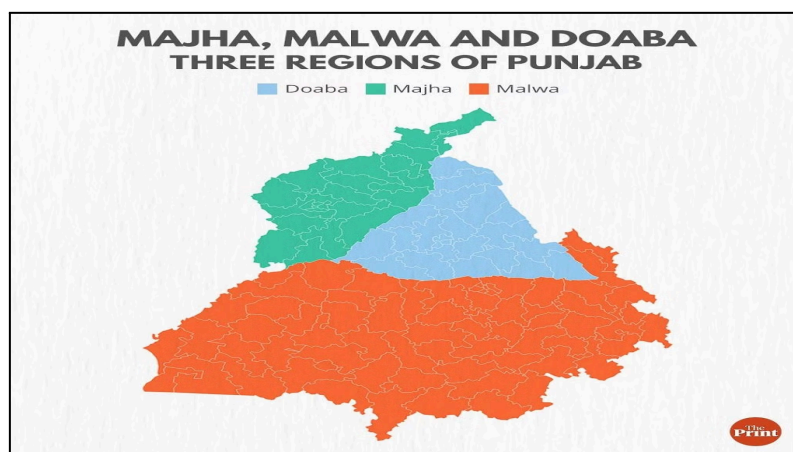 MAJHA, MALWA AND DOABA
THREE REGIONS OF PUNJAB
Doaba Majha Malwa
The
Print